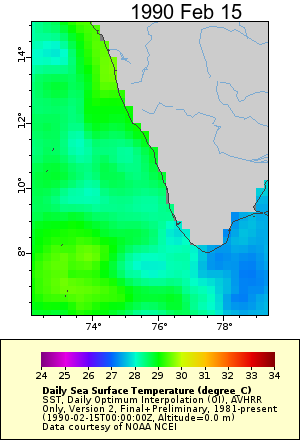 1990 Feb 15
14°
12°
10°
8°
74° 76° 78°
24 25 26 27 28 29 30 31 32 33 34
Daily Sea Surface Temperature (degree_C)
SST, Daily Optimum Interpolation (OI), AVHRR
Only, Version 2, Final+Preliminary, 1981-present
(1990-02-15T00:00:00Z, Altitude=0.0 m)
Data courtesy of NOAA NCEI